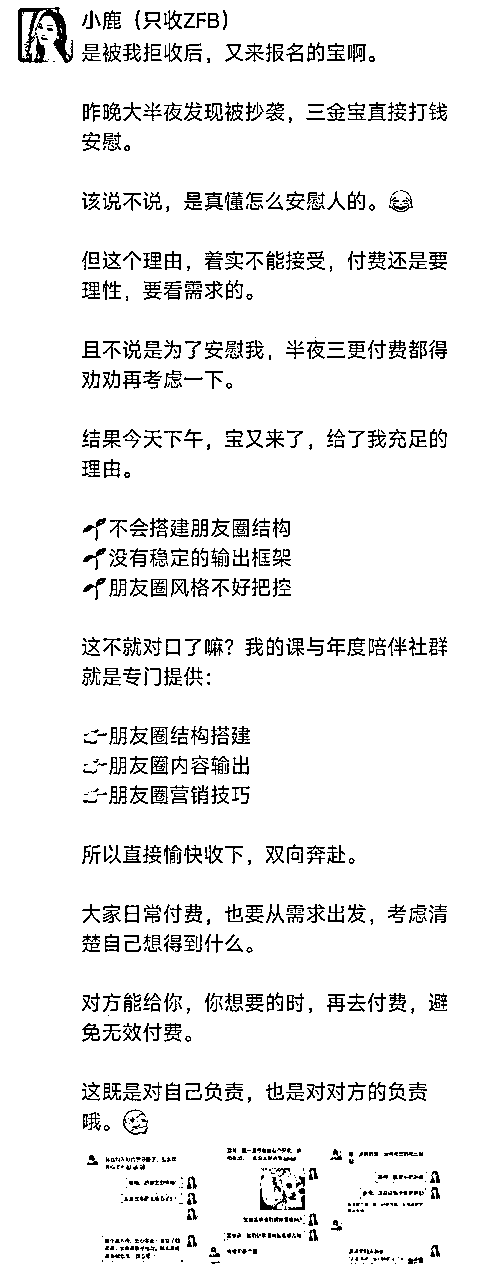 小鹿（只收ZFB）
是被我拒收后，又来报名的宝啊。
昨晚大半夜发现被抄袭，三金宝直接打钱
安慰。
该说不说，是真懂怎么安慰人的。😂
但这个理由，着实不能接受，付费还是要
理性，要看需求的。
且不说是为了安慰我，半夜三更付费都得
劝劝再考虑一下。
结果今天下午，宝又来了，给了我充足的
理由。
🌱不会搭建朋友圈结构
🌱没有稳定的输出框架
🌱朋友圈风格不好把控
这不就对口了嘛？我的课与年度陪伴社群
就是专门提供：
👉朋友圈结构搭建
👉朋友圈内容输出
👉朋友圈营销技巧
所以直接愉快收下，双向奔赴。
大家日常付费，也要从需求出发，考虑清
楚自己想得到什么。
对方能给你，你想要的时，再去付费，避
免无效付费。
这既是对自己负责，也是对对方的负责
哦。